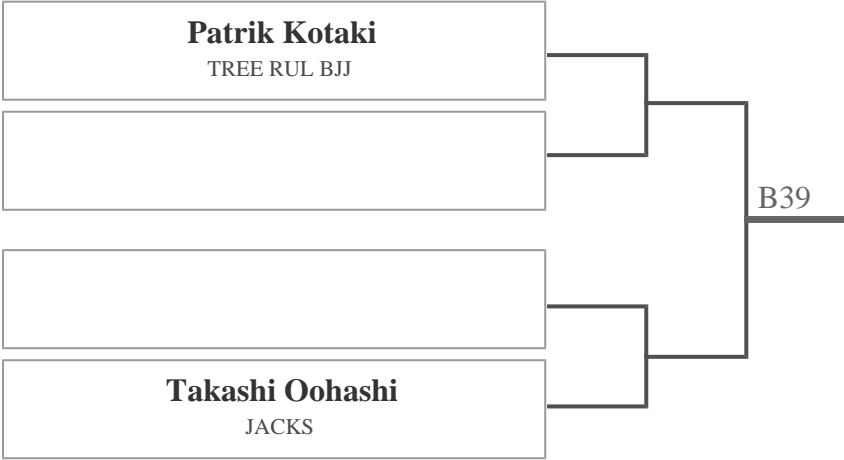 Patrik Kotaki
TREE RUL BJJ
B39
Takashi Oohashi
JACKS